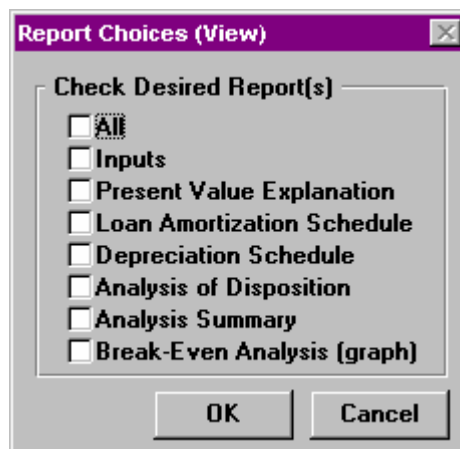 Report Choices (View)
Check Desired Report(s)
All
Inputs
Present Value Explanation
Loan Amortization Schedule
Depreciation Schedule
Analysis of Disposition
Analysis Summary
Break-Even Analysis (graph)
OK Cancel